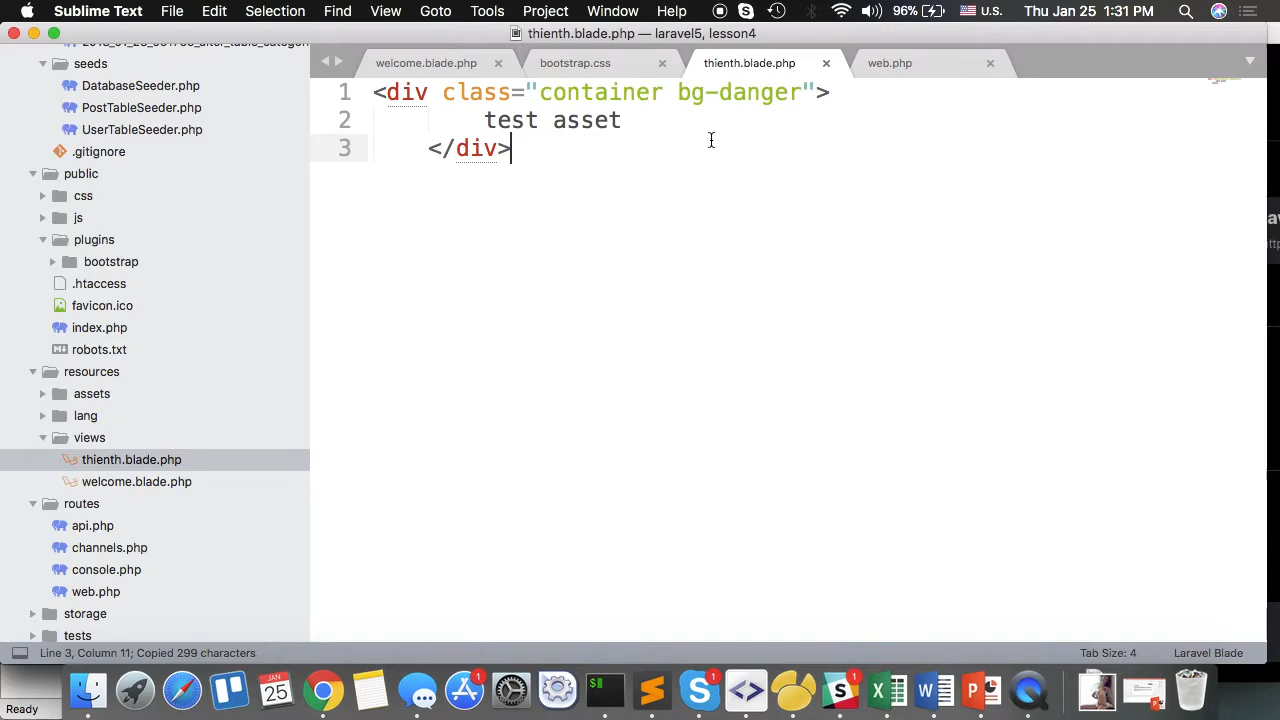 Sublime Text File Edit Selection Find View Goto Tools Project Window Help 96% U.S. Thu Jan 25 1:31 PM
thienth.blade.php — laravel5, lesson4
seeds
DatabaseSeeder.php
PostTableSeeder.php
UserTableSeeder.php
.gitignore
public
css
js
plugins
bootstrap
.htaccess
favicon.ico
index.php
robots.txt
resources
assets
lang
views
thienth.blade.php
welcome.blade.php
routes
api.php
channels.php
console.php
web.php
storage
tests
welcome.blade.php bootstrap.css thienth.blade.php web.php
1 <div class="container bg-danger">
2 test asset
3 </div>
Line 3, Column 11; Copied 299 characters Tab Size: 4 Laravel Blade
JAN
25
1
1
1
Ready